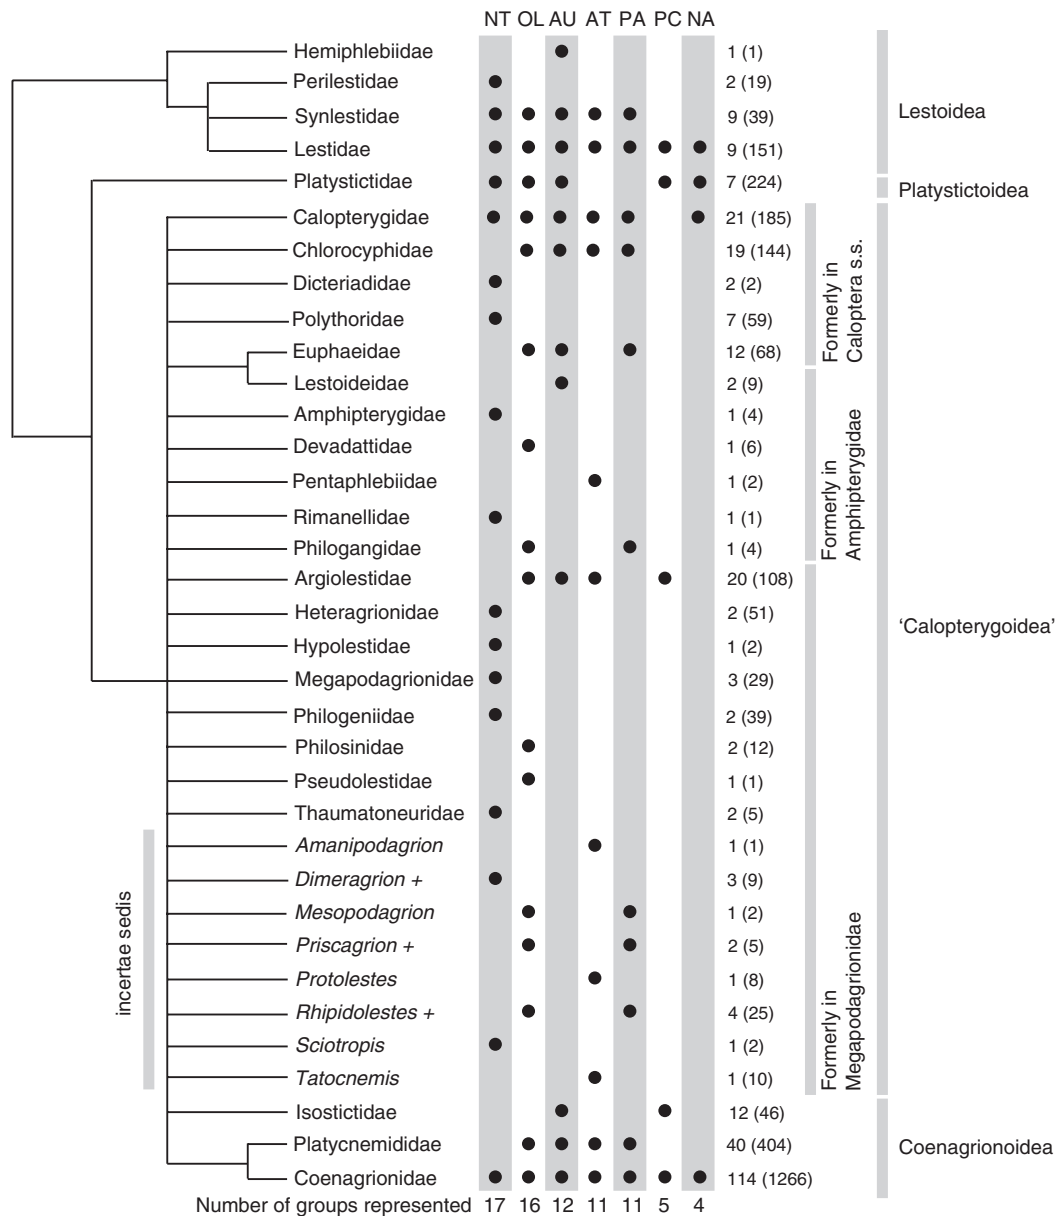 NT OL AU AT PA PC NA
Hemiphlebiidae 1 (1)
Perilestidae 2 (19)
Synlestidae 9 (39)
Lestoidea
Lestidae 9 (151)
Platystictidae 7 (224)
Platystictoidea
Calopterygidae 21 (185)
Chlorocyphidae 19 (144)
Dicteriadidae 2 (2)
Polythoridae 7 (59)
Euphaeidae 12 (68)
Formerly in
Caloptera s.s.
Lestoideidae 2 (9)
Amphipterygidae 1 (4)
Devadattidae 1 (6)
Pentaphlebiidae 1 (2)
Rimanellidae 1 (1)
Philogangidae 1 (4)
Formerly in
Amphipterygidae
Argiolestidae 20 (108)
Heteragrionidae 2 (51)
'Calopterygoidea'
Hypolestidae 1 (2)
Megapodagrionidae 3 (29)
Philogeniidae 2 (39)
Philosinidae 2 (12)
Pseudolestidae 1 (1)
Thaumatoneuridae 2 (5)
Amanipodagrion 1 (1)
Dimeragrion + 3 (9)
Mesopodagrion 1 (2)
Priscagrion + 2 (5)
Protolestes 1 (8)
Rhipidolestes + 4 (25)
Sciotropis 1 (2)
Tatocnemis 1 (10)
incertae sedis
Formerly in
Megapodagrionidae
Isostictidae 12 (46)
Platycnemididae 40 (404)
Coenagrionoidea
Coenagrionidae 114 (1266)
Number of groups represented 17 16 12 11 11 5 4